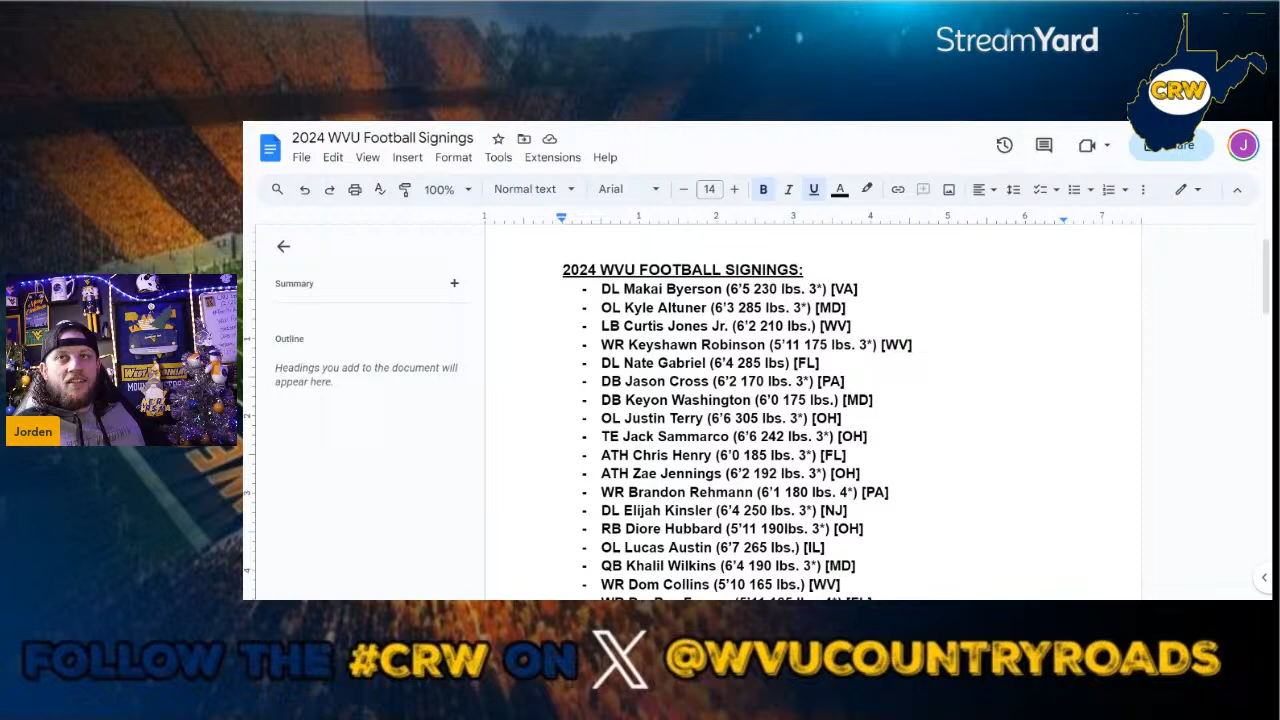 StreamYard
CRW
2024 WVU Football Signings
File Edit View Insert Format Tools Extensions Help
Share
J
100% Normal text Arial 14 B I U A
1 1 2 3 4 5 6 7
Summary
Outline
Headings you add to the document will
appear here.
2024 WVU FOOTBALL SIGNINGS:
- DL Makai Byerson (6'5 230 lbs. 3*) [VA]
- OL Kyle Altuner (6'3 285 lbs. 3*) [MD]
- LB Curtis Jones Jr. (6'2 210 lbs.) [WV]
- WR Keyshawn Robinson (5'11 175 lbs. 3*) [WV]
- DL Nate Gabriel (6'4 285 lbs) [FL]
- DB Jason Cross (6'2 170 lbs. 3*) [PA]
- DB Keyon Washington (6'0 175 lbs.) [MD]
- OL Justin Terry (6'6 305 lbs. 3*) [OH]
- TE Jack Sammarco (6'6 242 lbs. 3*) [OH]
- ATH Chris Henry (6'0 185 lbs. 3*) [FL]
- ATH Zae Jennings (6'2 192 lbs. 3*) [OH]
- WR Brandon Rehmann (6'1 180 lbs. 4*) [PA]
- DL Elijah Kinsler (6'4 250 lbs. 3*) [NJ]
- RB Diore Hubbard (5'11 190lbs. 3*) [OH]
- OL Lucas Austin (6'7 265 lbs.) [IL]
- QB Khalil Wilkins (6'4 190 lbs. 3*) [MD]
- WR Dom Collins (5'10 165 lbs.) [WV]
Jorden
FOLLOW THE #CRW ON X @WVUCOUNTRYROADS